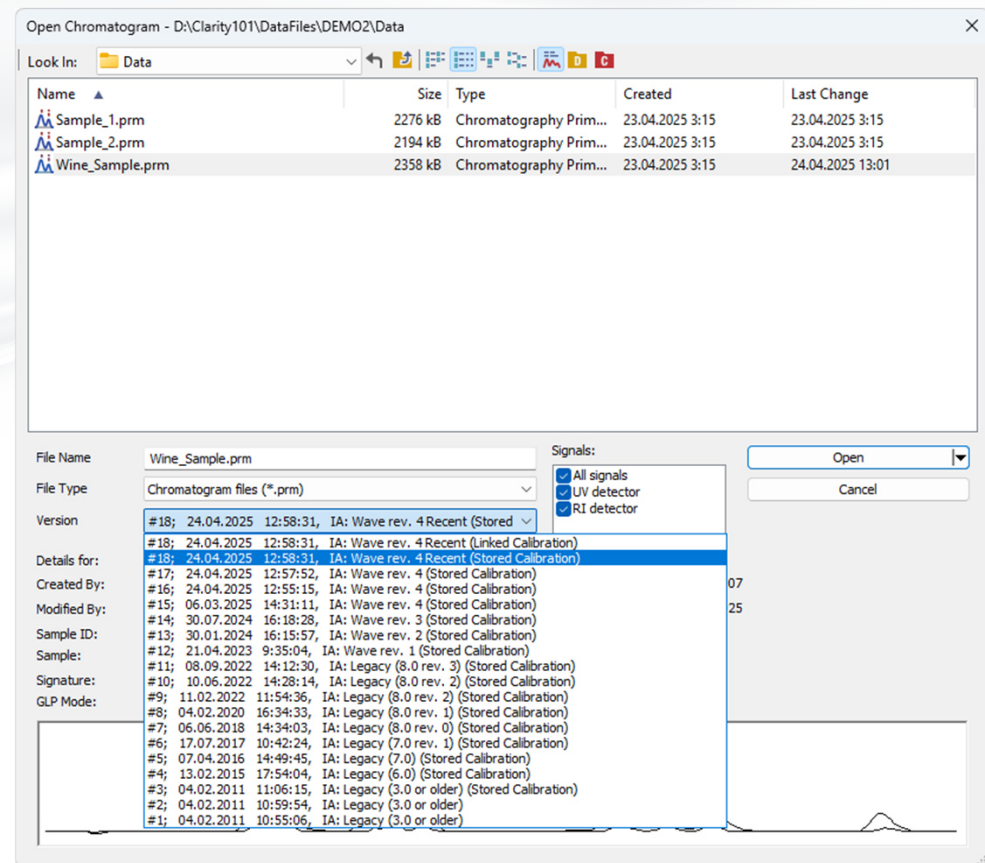 Open Chromatogram - D:\Clarity101\DataFiles\DEMO2\Data
Look In: Data
D C
Name Size Type Created Last Change
Sample_1.prm 2276 kB Chromatography Prim... 23.04.2025 3:15 23.04.2025 3:15
Sample_2.prm 2194 kB Chromatography Prim... 23.04.2025 3:15 23.04.2025 3:15
Wine_Sample.prm 2358 kB Chromatography Prim... 23.04.2025 3:15 24.04.2025 13:01
File Name Wine_Sample.prm
File Type Chromatogram files (*.prm)
Version #18; 24.04.2025 12:58:31, IA: Wave rev. 4 Recent (Stored
Signals:
All signals
UV detector
RI detector
Open
Cancel
#18; 24.04.2025 12:58:31, IA: Wave rev. 4 Recent (Linked Calibration)
#18; 24.04.2025 12:58:31, IA: Wave rev. 4 Recent (Stored Calibration)
#17; 24.04.2025 12:57:52, IA: Wave rev. 4 (Stored Calibration)
#16; 24.04.2025 12:55:15, IA: Wave rev. 4 (Stored Calibration)
#15; 06.03.2025 14:31:11, IA: Wave rev. 4 (Stored Calibration)
#14; 30.07.2024 16:18:28, IA: Wave rev. 3 (Stored Calibration)
#13; 30.01.2024 16:15:57, IA: Wave rev. 2 (Stored Calibration)
#12; 21.04.2023 9:35:04, IA: Wave rev. 1 (Stored Calibration)
#11; 08.09.2022 14:12:30, IA: Legacy (8.0 rev. 3) (Stored Calibration)
#10; 10.06.2022 14:28:14, IA: Legacy (8.0 rev. 2) (Stored Calibration)
#9; 11.02.2022 11:54:36, IA: Legacy (8.0 rev. 2) (Stored Calibration)
#8; 04.02.2020 16:34:33, IA: Legacy (8.0 rev. 1) (Stored Calibration)
#7; 06.06.2018 14:34:03, IA: Legacy (8.0 rev. 0) (Stored Calibration)
#6; 17.07.2017 10:42:24, IA: Legacy (7.0 rev. 1) (Stored Calibration)
#5; 07.04.2016 14:49:45, IA: Legacy (7.0) (Stored Calibration)
#4; 13.02.2015 17:54:04, IA: Legacy (6.0) (Stored Calibration)
#3; 04.02.2011 11:06:15, IA: Legacy (3.0 or older) (Stored Calibration)
#2; 04.02.2011 10:59:54, IA: Legacy (3.0 or older)
#1; 04.02.2011 10:55:06, IA: Legacy (3.0 or older)
Details for:
Created By: 07
Modified By: 25
Sample ID:
Sample:
Signature:
GLP Mode: